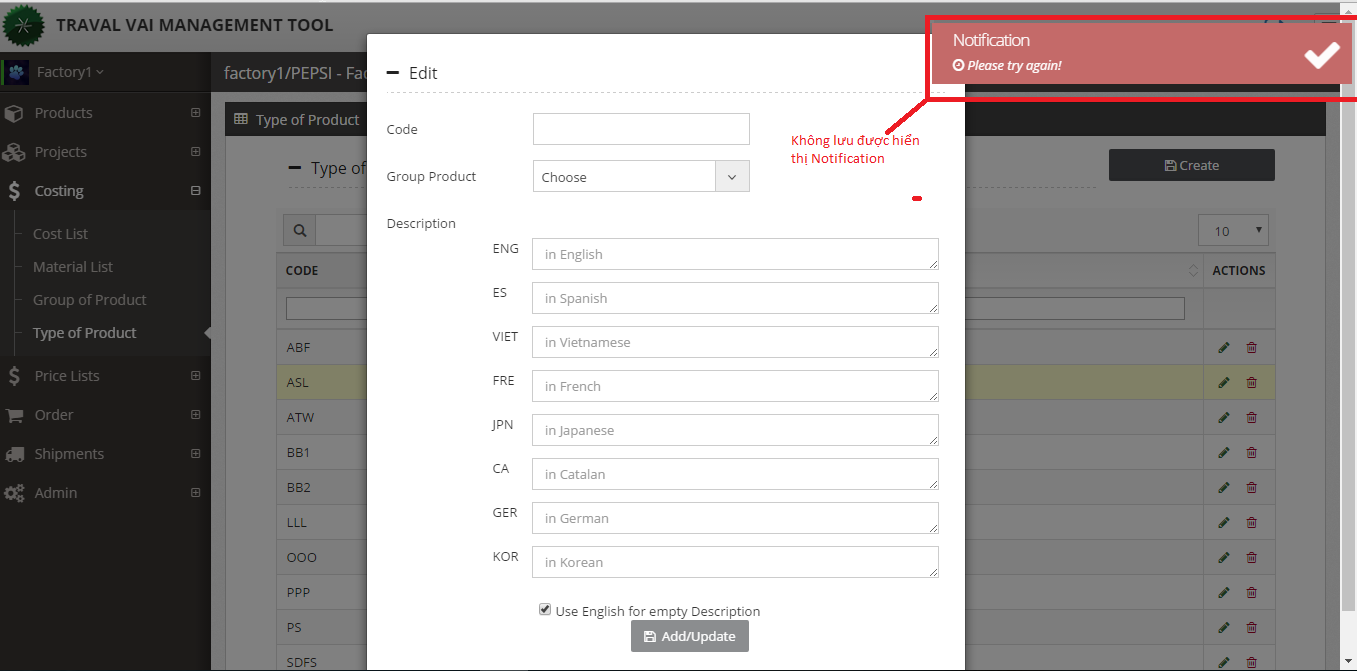 TRAVAL VAI MANAGEMENT TOOL
Factory1
Products
Projects
Costing
Cost List
Material List
Group of Product
Type of Product
Price Lists
Order
Shipments
Admin
factory1/PEPSI - Fac
Type of Product
Type of
Create
10
CODE
ACTIONS
ABF
ASL
ATW
BB1
BB2
LLL
OOO
PPP
PS
SDFS
Edit
Code
Group Product
Choose
Description
ENG
in English
ES
in Spanish
VIET
in Vietnamese
FRE
in French
JPN
in Japanese
CA
in Catalan
GER
in German
KOR
in Korean
Use English for empty Description
Add/Update
Notification
Please try again!
Không lưu được hiển
thị Notification